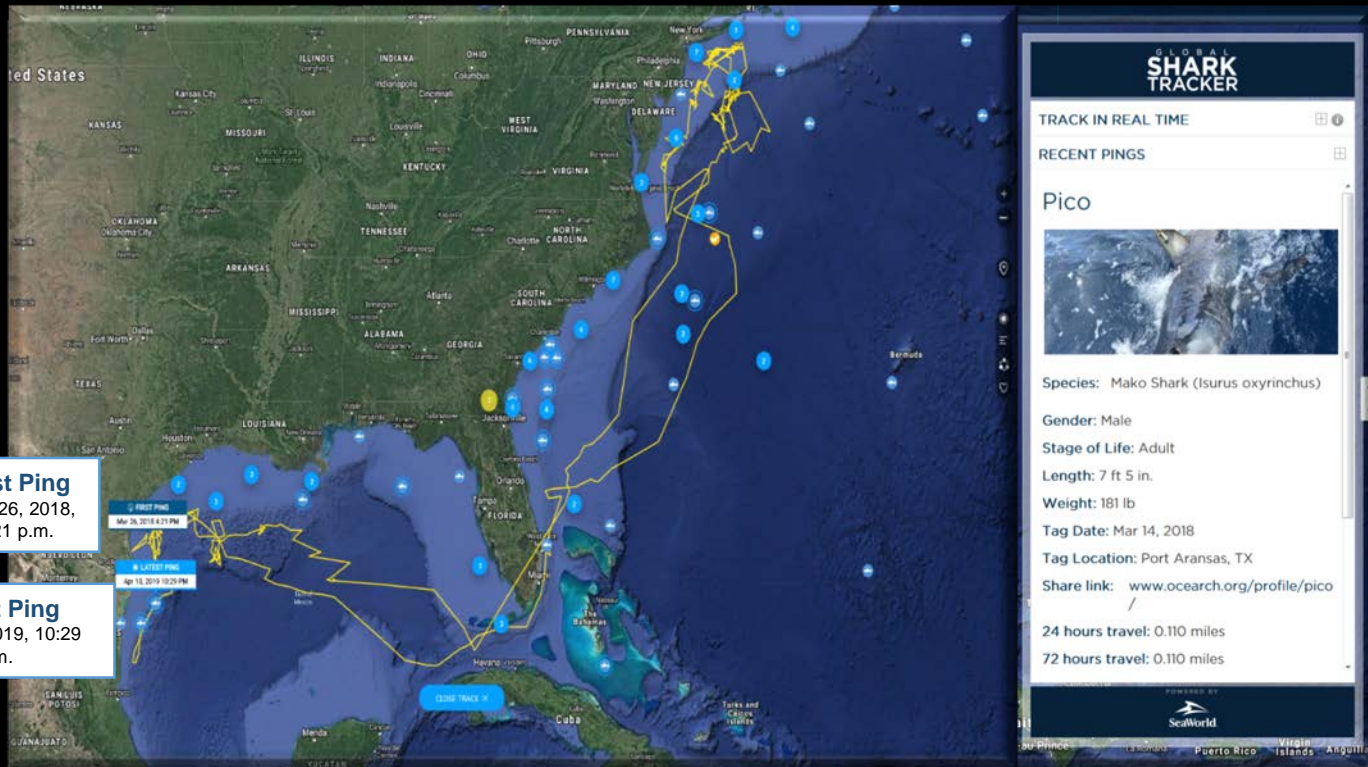 PENNSYLVANIA
New York
Pittsburgh
OHIO
Philadelphia
ILLINOIS
INDIANA
Columbus
MARYLAND
NEW JERSEY
ted States
Indianapolis
Cincinnati
Washington
Kansas City
DELAWARE
St. Louis
WEST
VIRGINIA
KANSAS
Louisville
MISSOURI
Richmond
KENTUCKY
VIRGINIA
Nashville
OKLAHOMA
Oklahoma City
TENNESSEE
NORTH
CAROLINA
Charlotte
ARKANSAS
SOUTH
CAROLINA
Atlanta
MISSISSIPPI
ALABAMA
GEORGIA
Dallas
Fort Worth
Bermuda
TEXAS
Jacksonville
Austin
LOUISIANA
Houston
San Antonio
Orlando
Tampa
FLORIDA
st Ping
26, 2018,
21 p.m.
FIRST PING
Mar 26, 2018 4:21 PM
NUEVO LEON
Monterrey
LATEST PING
Apr 10, 2019 10:29 PM
Miami
Ping
019, 10:29
m.
The
Bahamas
Havana
SAN LUIS
POTOSI
CLOSE TRACK ×
Cuba
Turks and
Caicos
Islands
GUANAJUATO
Merida
YUCATAN
GLOBAL
SHARK
TRACKER
TRACK IN REAL TIME
RECENT PINGS
Pico
Species: Mako Shark (Isurus oxyrinchus)
Gender: Male
Stage of Life: Adult
Length: 7 ft 5 in.
Weight: 181 lb
Tag Date: Mar 14, 2018
Tag Location: Port Aransas, TX
Share link: www.ocearch.org/profile/pico
/
24 hours travel: 0.110 miles
72 hours travel: 0.110 miles
POWERED BY
SeaWorld
La Romana
Puerto Rico
Virgin
Islands
Anguilla